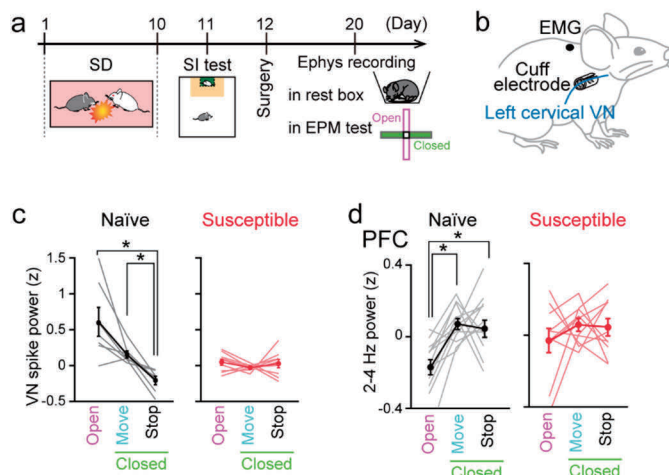 a
1
10
11
12
20
(Day)
SD
SI test
Surgery
Ephys recording
in rest box
in EPM test
Open
Closed
b
EMG
Cuff
electrode
Left cervical VN
c
Naïve
Susceptible
VN spike power (z)
1.5
1.0
0.5
0
-0.5
*
*
Open
Move
Stop
Closed
Open
Move
Stop
Closed
d
Naïve
Susceptible
PFC
2-4 Hz power (z)
0.4
0
-0.4
*
*
Open
Move
Stop
Closed
Open
Move
Stop
Closed